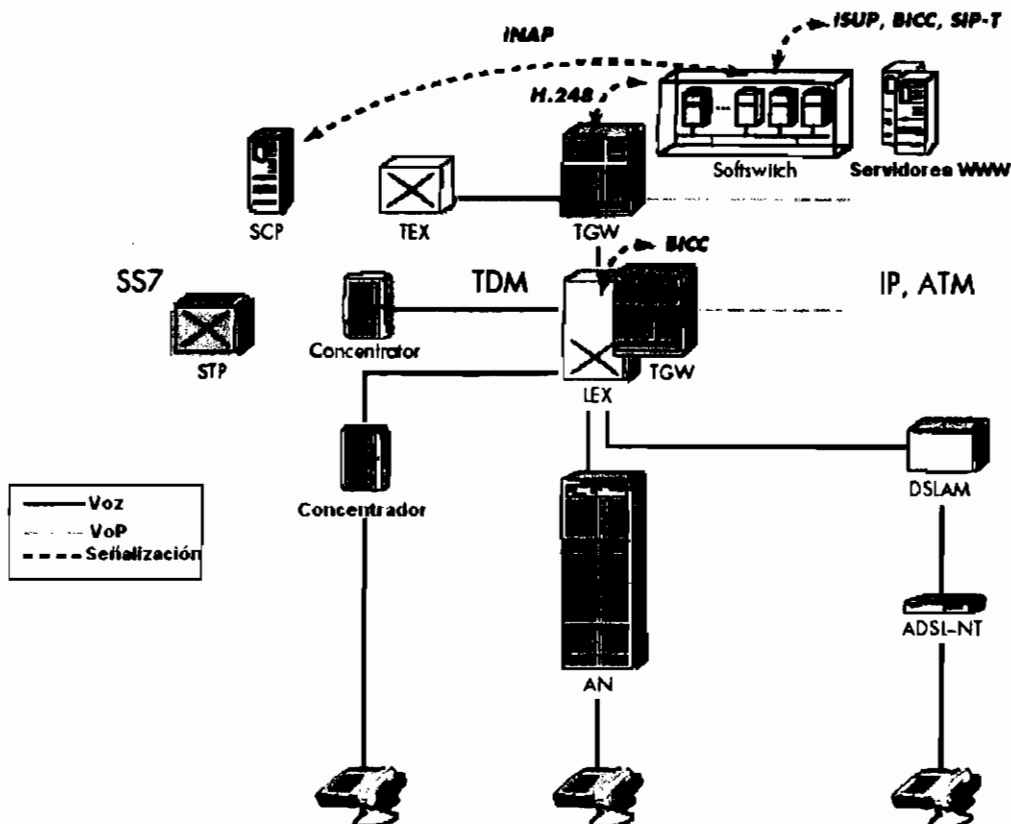 ISUP, BICC, SIP-T
INAP
H.248
Softswitch
Servidores WWW
SCP
TEX
TGW
BICC
SS7
TDM
IP, ATM
STP
Concentrator
TGW
LEX
DSLAM
Concentrador
Voz
VoP
Señalización
ADSL-NT
AN